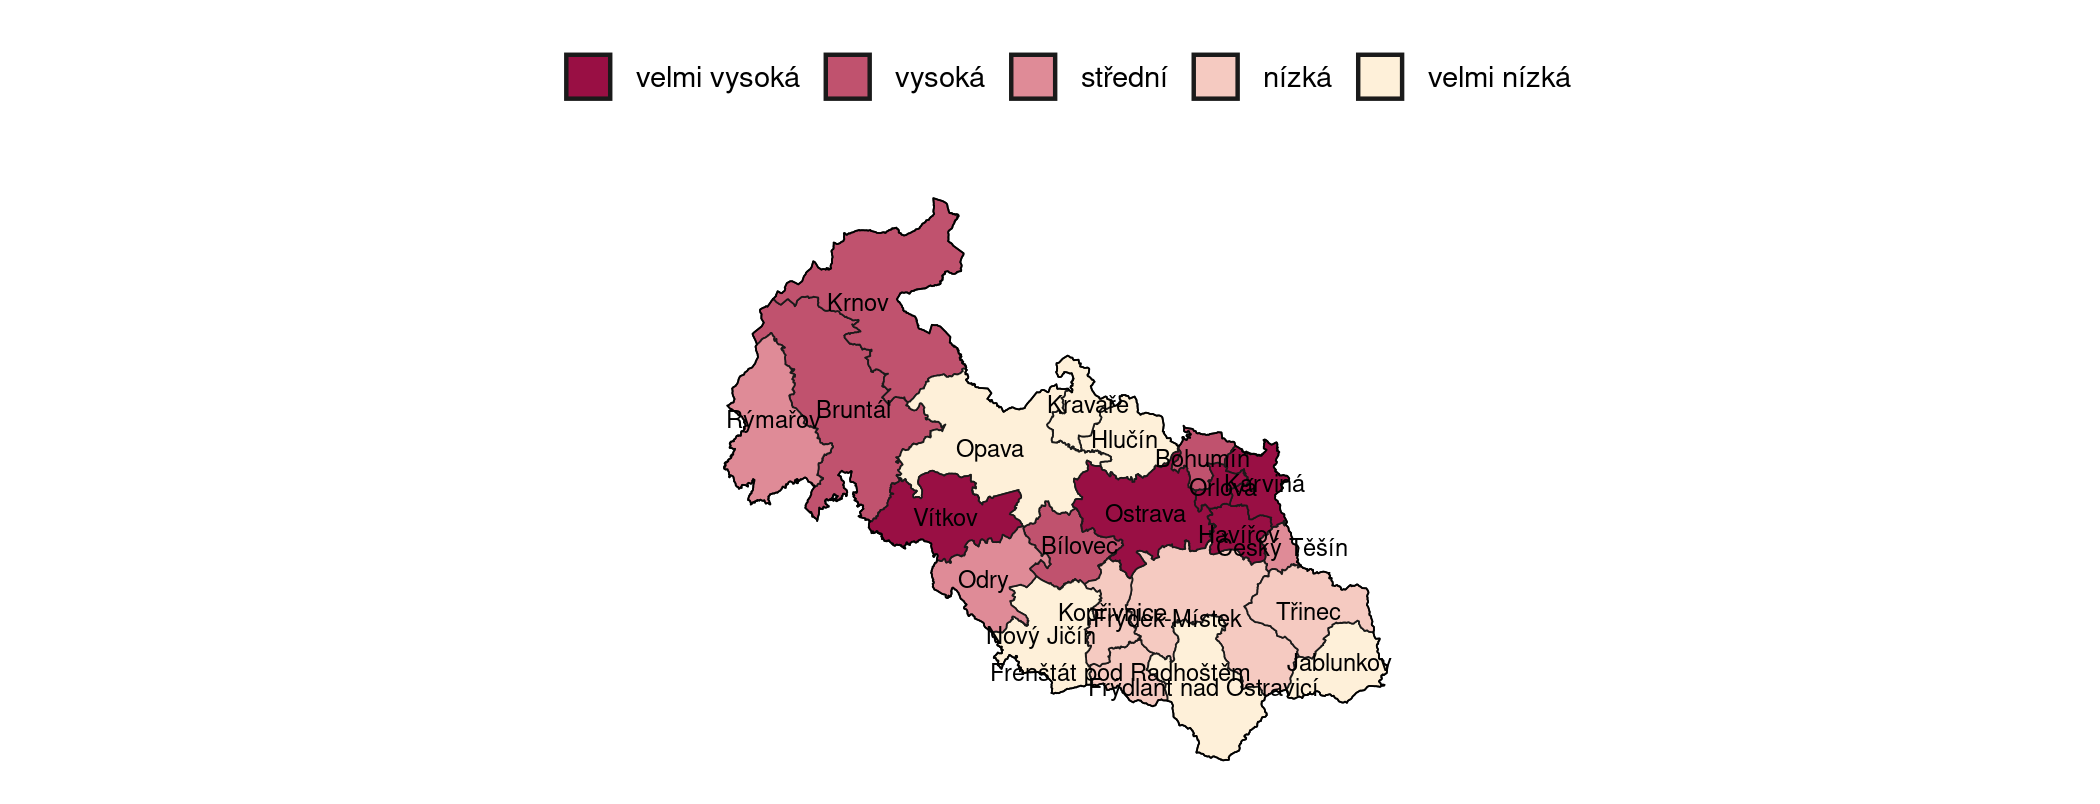 velmi vysoká vysoká střední nízká velmi nízká
Krnov
Kravaře
Bruntál
Rýmařov
Hlučín
Opava
Bohumín
Karviná
Orlová
Ostrava
Vítkov
Havířov
Bílovec
Český Těšín
Odry
Třinec
Kopřivnice
Frýdek-Místek
Nový Jičín
Jablunkov
Frenštát pod Radhoštěm
Frýdlant nad Ostravicí